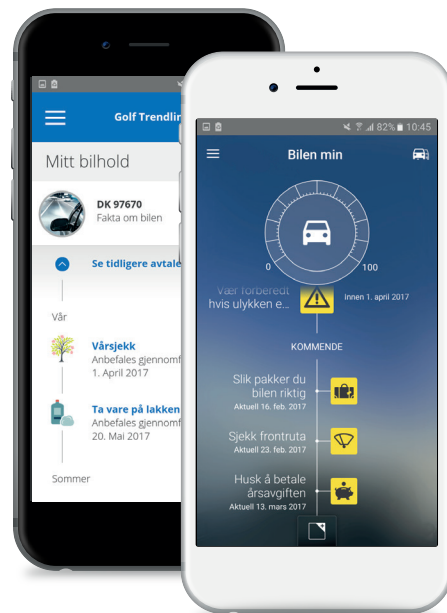 Golf Trendlin
Mitt bilhold
DK 97670
Fakta om bilen
Se tidligere avtale
Vår
Vårsjekk
Anbefales gjennomf
1. April 2017
Ta vare på lakken
Anbefales gjennomf
20. Mai 2017
Sommer
82% 10:45
Bilen min
0 100
Vær forberedt
hvis ulykken e...
innen 1. april 2017
KOMMENDE
Slik pakker du
bilen riktig
Aktuell 16. feb. 2017
Sjekk frontruta
Aktuell 23. feb. 2017
Husk å betale
årsavgiften
Aktuell 13. mars 2017